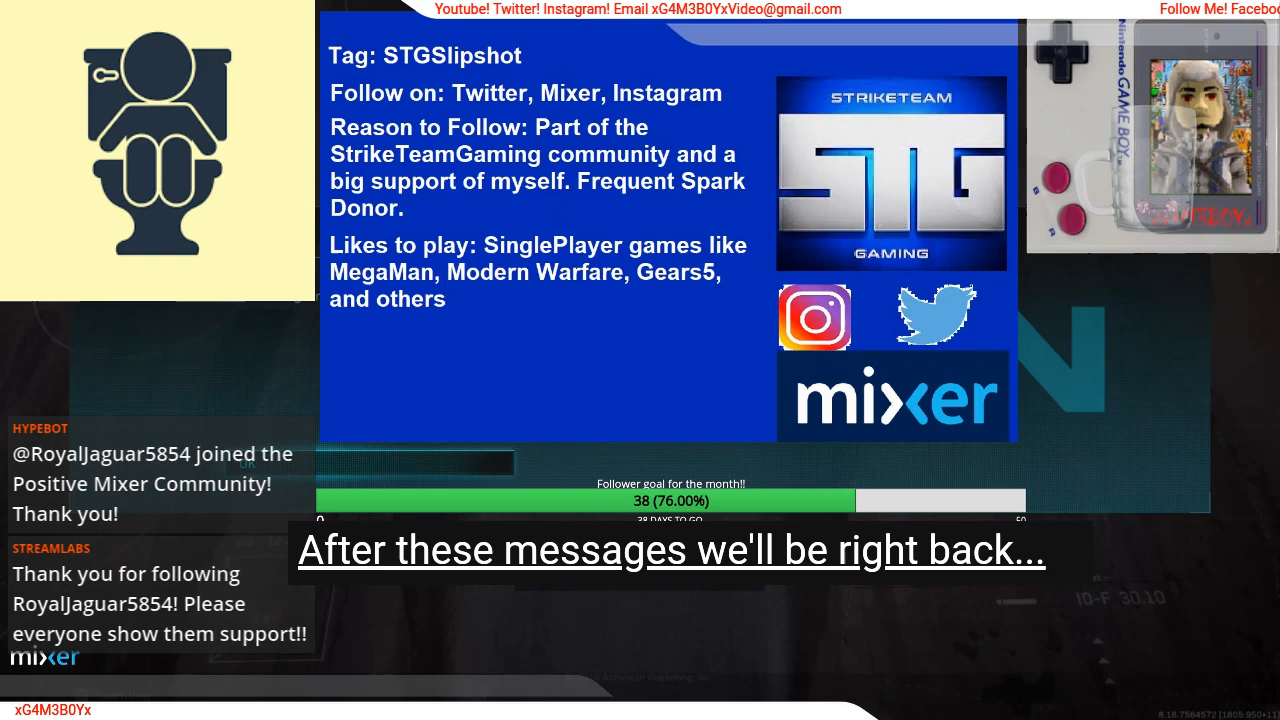 Youtube! Twitter! Instagram! Email xG4M3B0YxVideo@gmail.com
Follow Me! Faceboo
Tag: STGSlipshot
Follow on: Twitter, Mixer, Instagram
Reason to Follow: Part of the
StrikeTeamGaming community and a
big support of myself. Frequent Spark
Donor.
Likes to play: SinglePlayer games like
MegaMan, Modern Warfare, Gears5,
and others
STRIKETEAM
STG
GAMING
mixer
Nintendo GAME BOY
N
HYPEBOT
@RoyalJaguar5854 joined the
Positive Mixer Community!
Thank you!
OK
Follower goal for the month!!
38 (76.00%)
0
38 DAYS TO GO
50
After these messages we'll be right back...
STREAMLABS
Thank you for following
RoyalJaguar5854! Please
everyone show them support!!
mixer
ID-F 30.10
xG4M3B0Yx